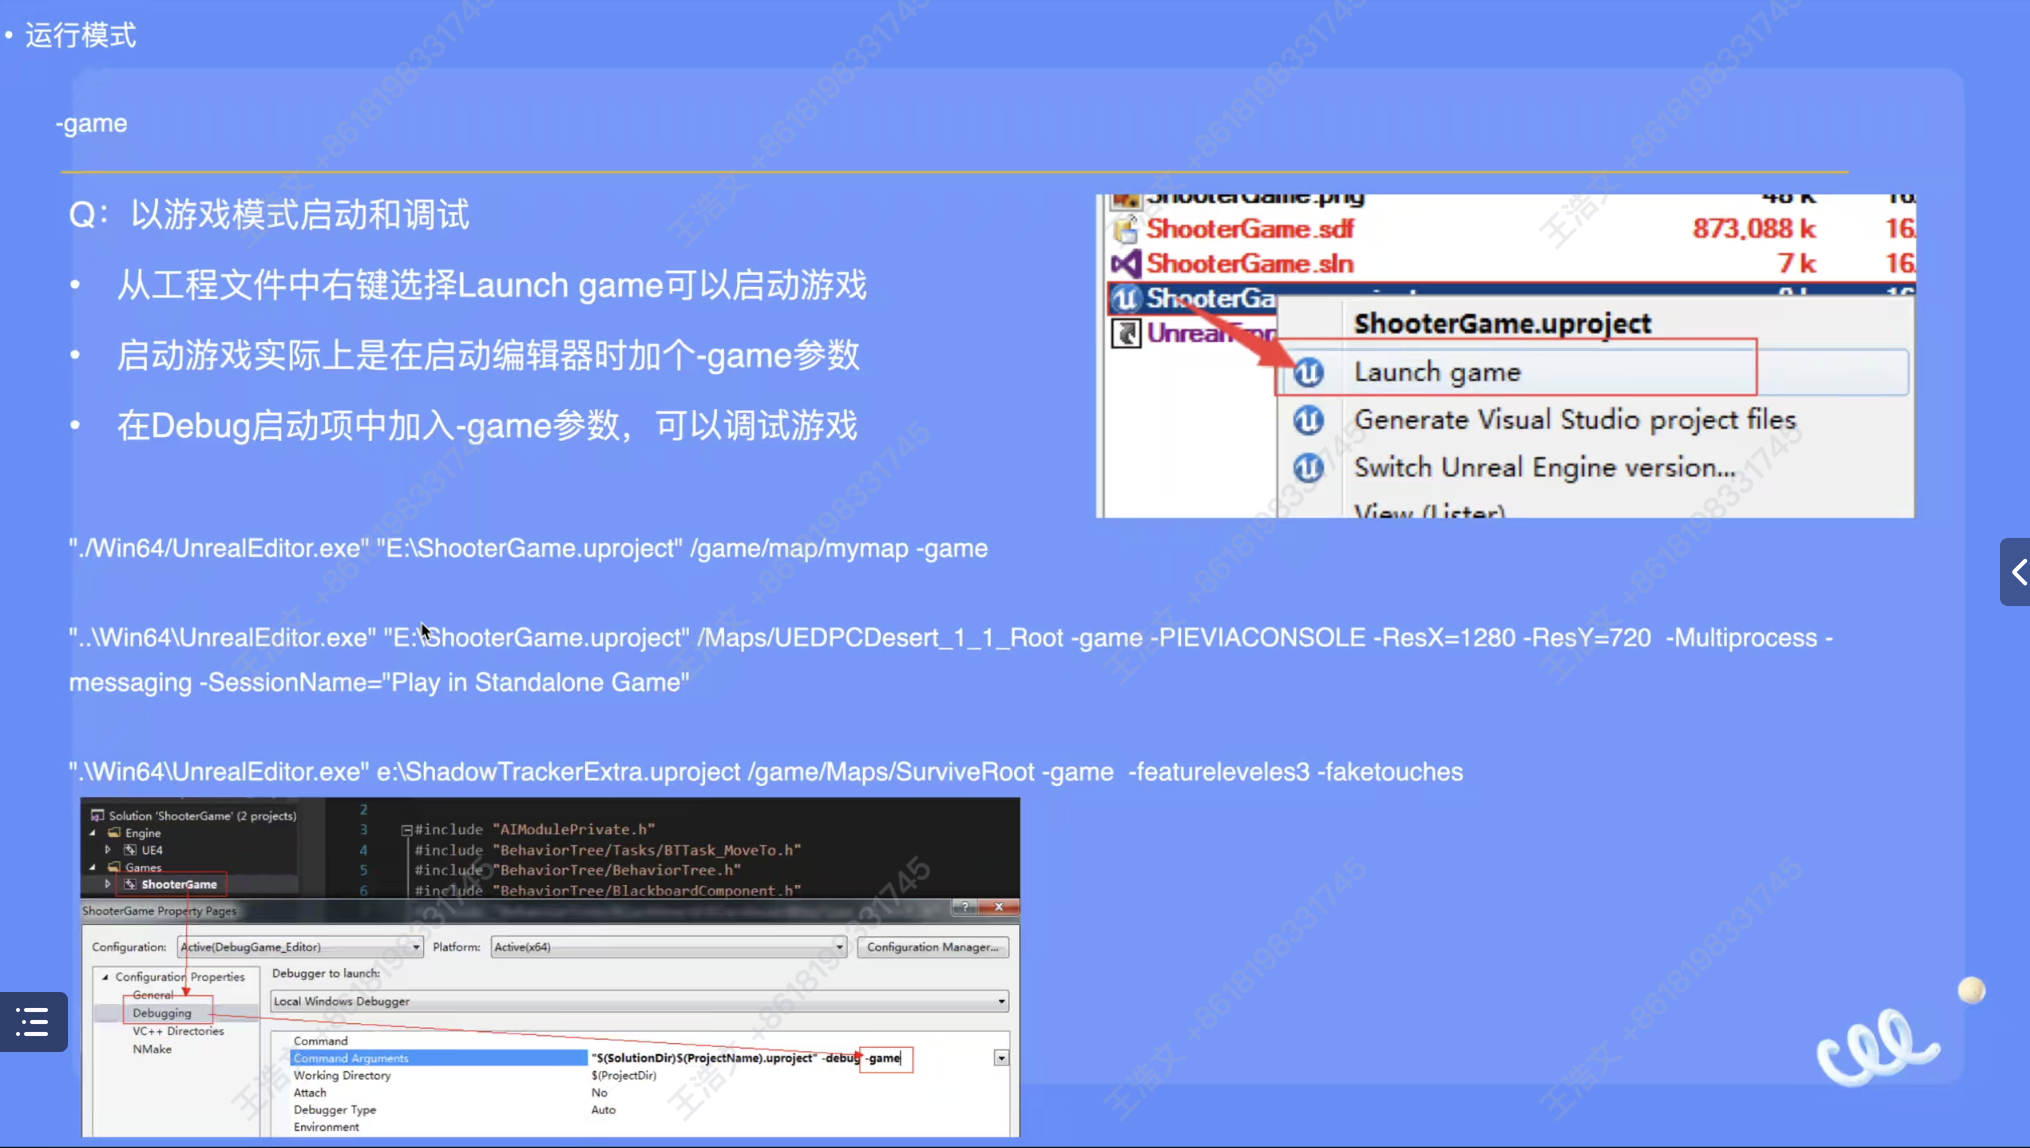 • 运行模式
-game
Q：以游戏模式启动和调试
• 从工程文件中右键选择Launch game可以启动游戏
• 启动游戏实际上是在启动编辑器时加个-game参数
• 在Debug启动项中加入-game参数，可以调试游戏
ShooterGame.png 48 k 16.
ShooterGame.sdf 873,088 k 16.
ShooterGame.sln 7 k 16.
ShooterGa
ShooterGame.uproject
Launch game
Generate Visual Studio project files
Switch Unreal Engine version...
View (Lister)
"./Win64/UnrealEditor.exe" "E:\ShooterGame.uproject" /game/map/mymap -game
"..\Win64\UnrealEditor.exe" "E:\ShooterGame.uproject" /Maps/UEDPCDesert_1_1_Root -game -PIEVIACONSOLE -ResX=1280 -ResY=720 -Multiprocess -
messaging -SessionName="Play in Standalone Game"
".\Win64\UnrealEditor.exe" e:\ShadowTrackerExtra.uproject /game/Maps/SurviveRoot -game -featureleveles3 -faketouches
Solution 'ShooterGame' (2 projects)
Engine
UE4
Games
ShooterGame
2
3 #include "AIModulePrivate.h"
4 #include "BehaviorTree/Tasks/BTTask_MoveTo.h"
5 #include "BehaviorTree/BehaviorTree.h"
6 #include "BehaviorTree/BlackboardComponent.h"
ShooterGame Property Pages
Configuration: Active(DebugGame_Editor) Platform: Active(x64) Configuration Manager...
Configuration Properties
General
Debugging
VC++ Directories
NMake
Debugger to launch:
Local Windows Debugger
Command
Command Arguments "$(SolutionDir)$(ProjectName).uproject" -debug -game
Working Directory $(ProjectDir)
Attach No
Debugger Type Auto
Environment
王浩文 +8618198331745